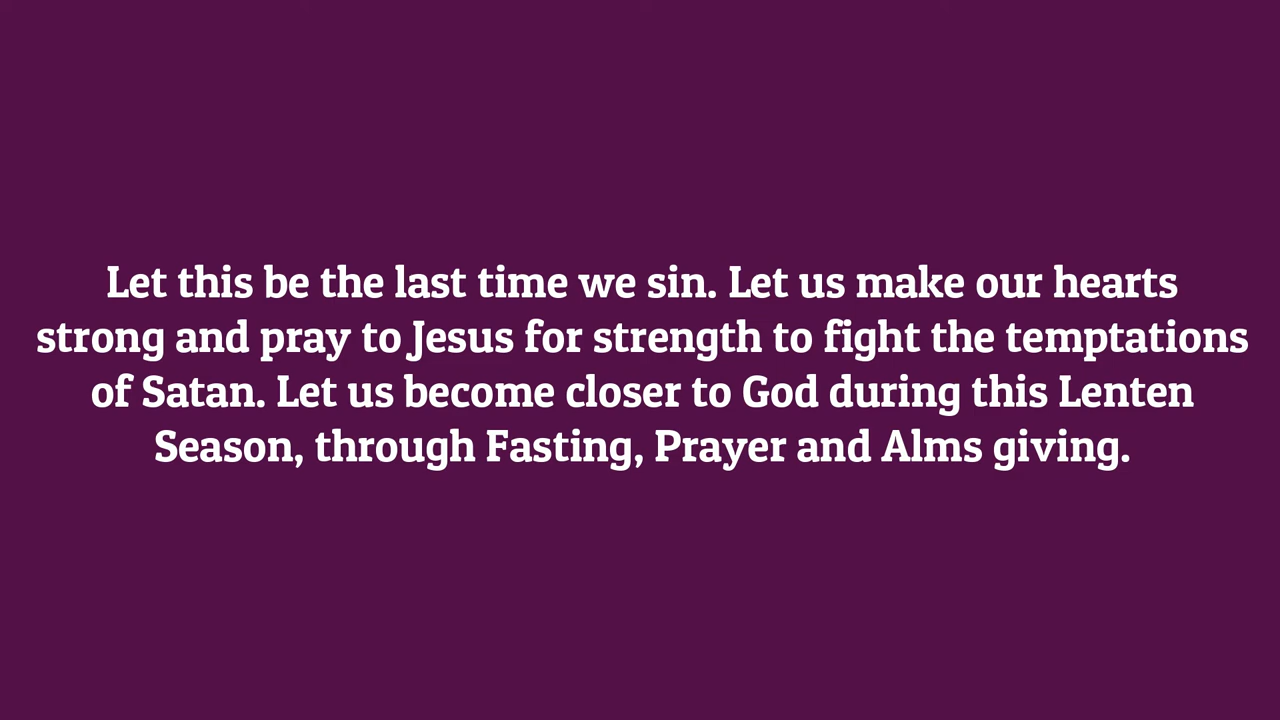 Let this be the last time we sin. Let us make our hearts
strong and pray to Jesus for strength to fight the temptations
of Satan. Let us become closer to God during this Lenten
Season, through Fasting, Prayer and Alms giving.